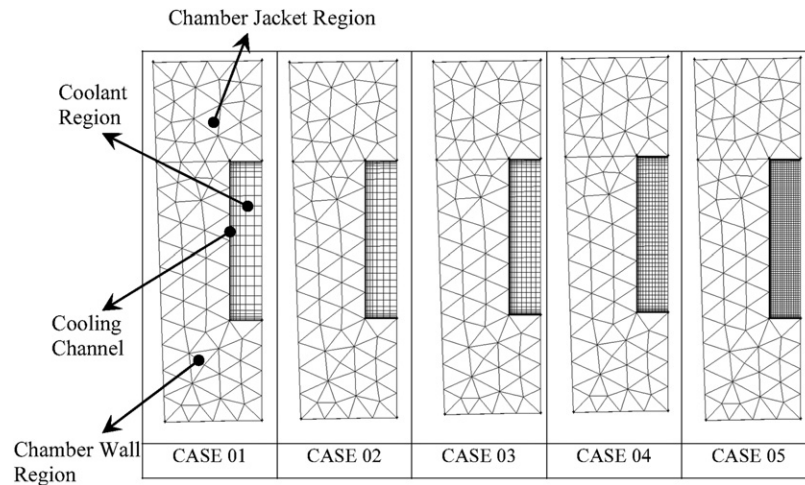 Chamber Jacket Region
Coolant
Region
Cooling
Channel
Chamber Wall
Region
CASE 01
CASE 02
CASE 03
CASE 04
CASE 05